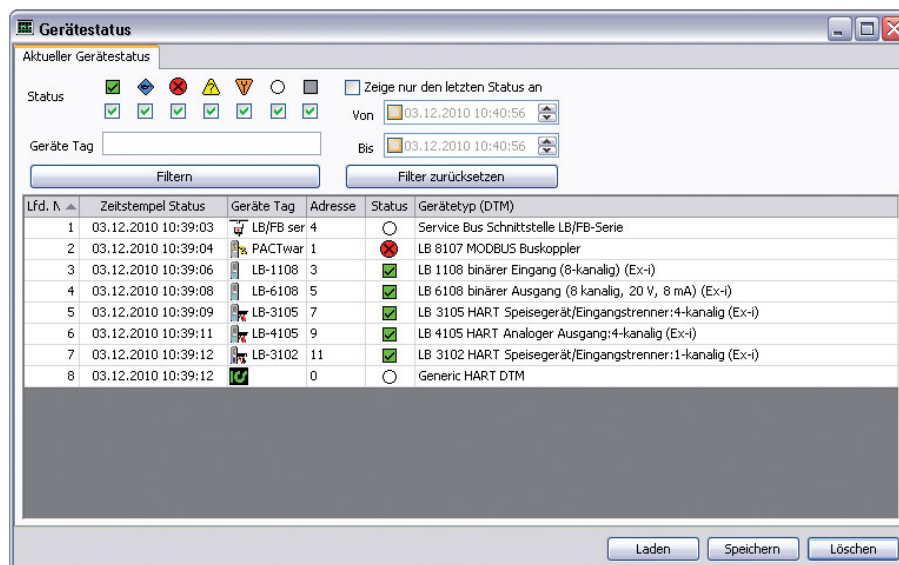 Gerätestatus
Aktueller Gerätestatus
Status
Zeige nur den letzten Status an
Von 03.12.2010 10:40:56
Geräte Tag
Bis 03.12.2010 10:40:56
Filtern
Filter zurücksetzen
Lfd. N Zeitstempel Status Geräte Tag Adresse Status Gerätetyp (DTM)
1 03.12.2010 10:39:03 LB/FB ser 4 Service Bus Schnittstelle LB/FB-Serie
2 03.12.2010 10:39:04 PACTwar 1 LB 8107 MODBUS Buskoppler
3 03.12.2010 10:39:06 LB-1108 3 LB 1108 binärer Eingang (8-kanalig) (Ex-i)
4 03.12.2010 10:39:08 LB-6108 5 LB 6108 binärer Ausgang (8 kanalig, 20 V, 8 mA) (Ex-i)
5 03.12.2010 10:39:09 LB-3105 7 LB 3105 HART Speisegerät/Eingangstrenner:4-kanalig (Ex-i)
6 03.12.2010 10:39:11 LB-4105 9 LB 4105 HART Analoger Ausgang:4-kanalig (Ex-i)
7 03.12.2010 10:39:12 LB-3102 11 LB 3102 HART Speisegerät/Eingangstrenner:1-kanalig (Ex-i)
8 03.12.2010 10:39:12 0 Generic HART DTM
Laden Speichern Löschen